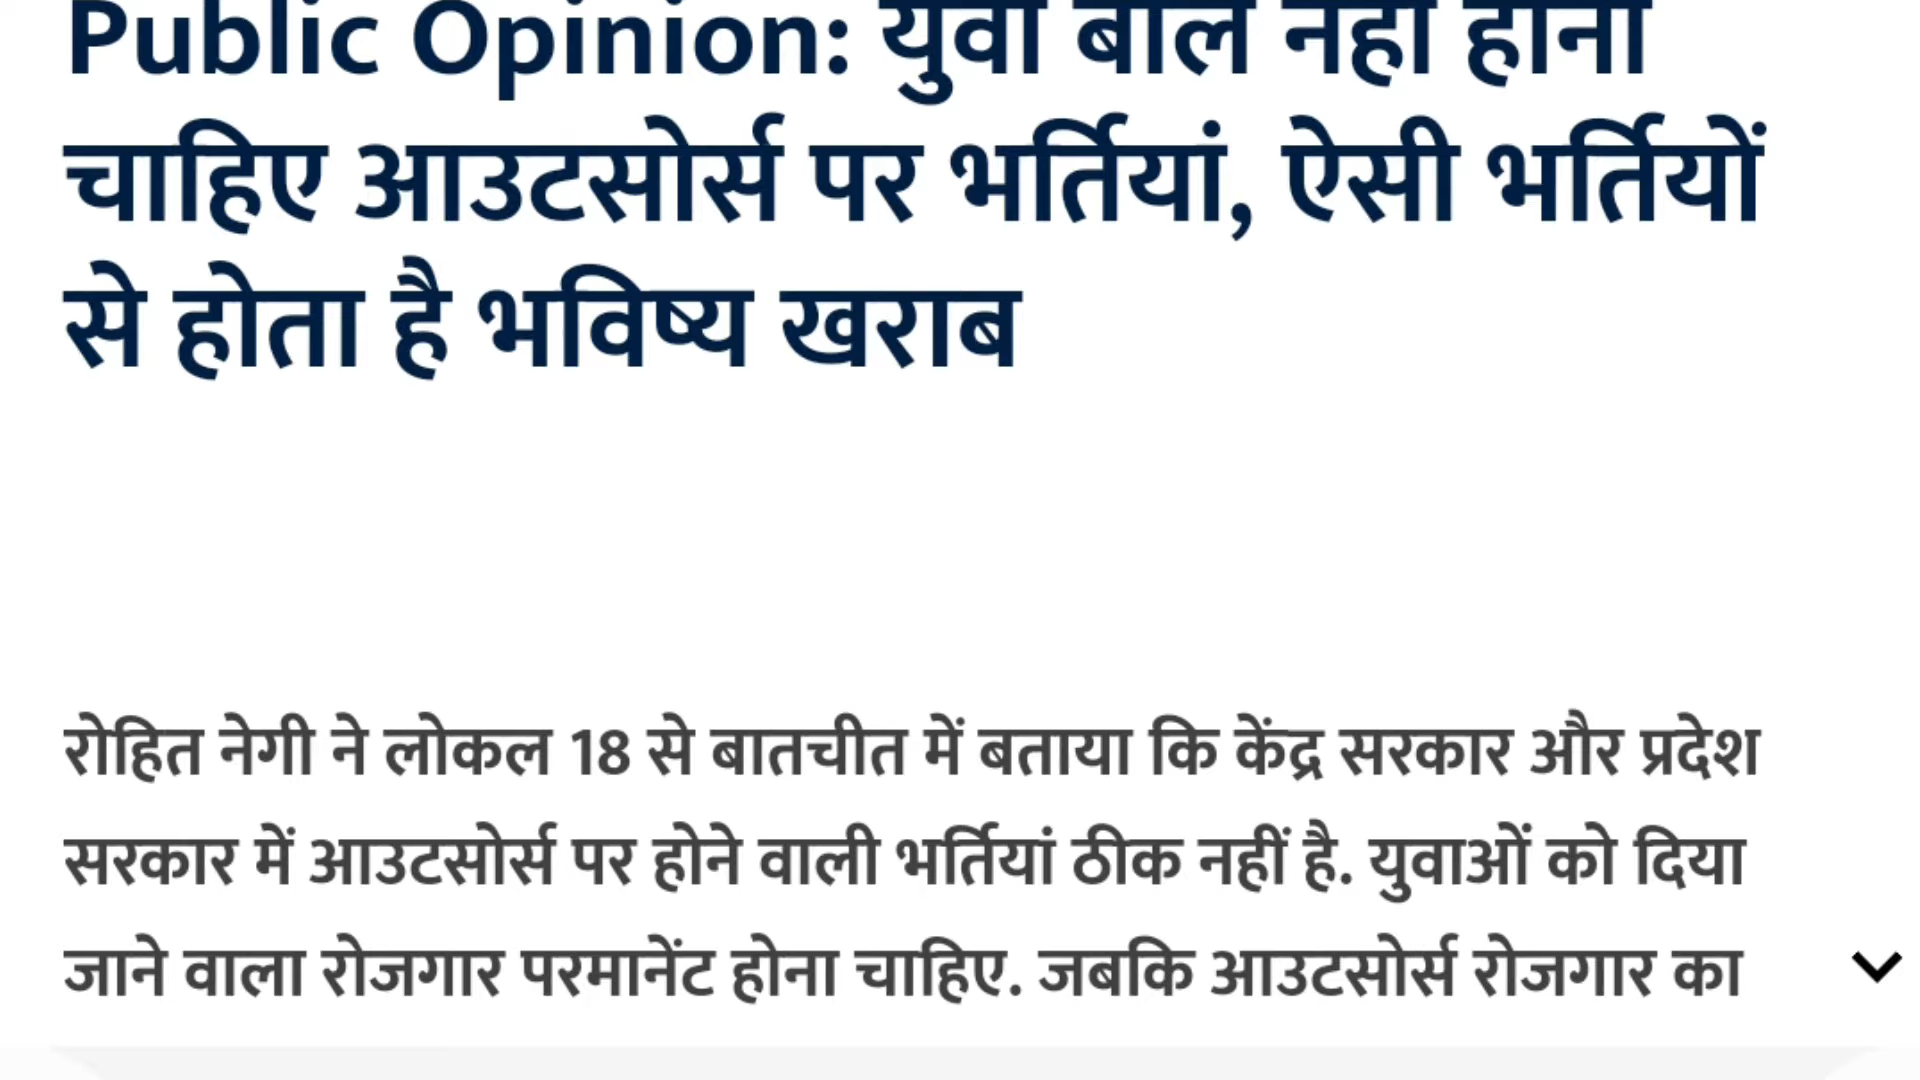 Public Opinion: युवा बोले नहीं होनी
चाहिए आउटसोर्स पर भर्तियां, ऐसी भर्तियों
से होता है भविष्य खराब
रोहित नेगी ने लोकल 18 से बातचीत में बताया कि केंद्र सरकार और प्रदेश
सरकार में आउटसोर्स पर होने वाली भर्तियां ठीक नहीं है. युवाओं को दिया
जाने वाला रोजगार परमानेंट होना चाहिए. जबकि आउटसोर्स रोजगार का